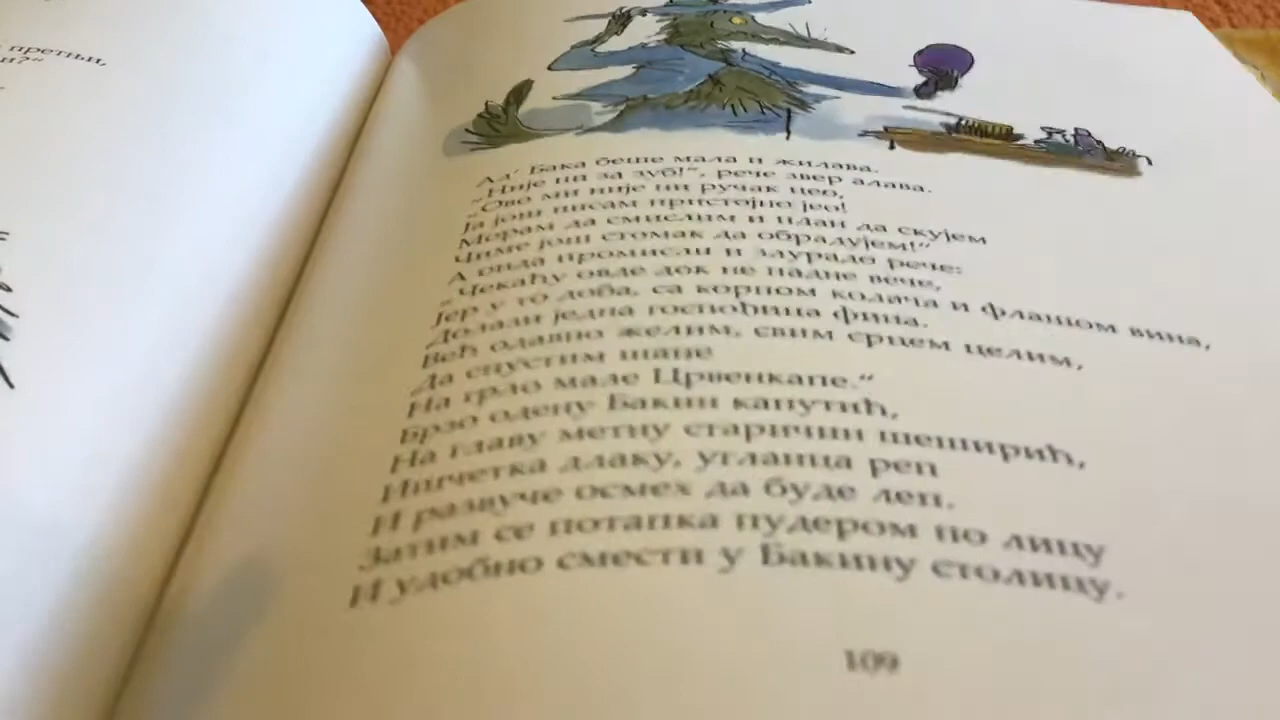 претњи,
и?“
Ал’ Бака беше мала и жилава.
„Није ни за зуб!“, рече звер алава.
„Ово ми није ни ручак цео,
Ја још нисам пристојно јео!
Морам да смислим и план да скујем
Чиме још стомак да обрадујем!“
А онда промисли и злурадо рече:
„Чекаћу овде док не падне вече,
Јер у то доба, са корпом колача и флашом вина,
Долази једна госпођица фина.
Већ одавно желим, свим срцем целим,
Да спустим шапе
На грло мале Црвенкапе.“
Брзо одену Бакин капутић,
На главу метну старичин шеширић,
Ишчетка длаку, угланца реп
И развуче осмех да буде леп.
Затим се потапка пудером по лицу
И удобно смести у Бакину столицу.
109